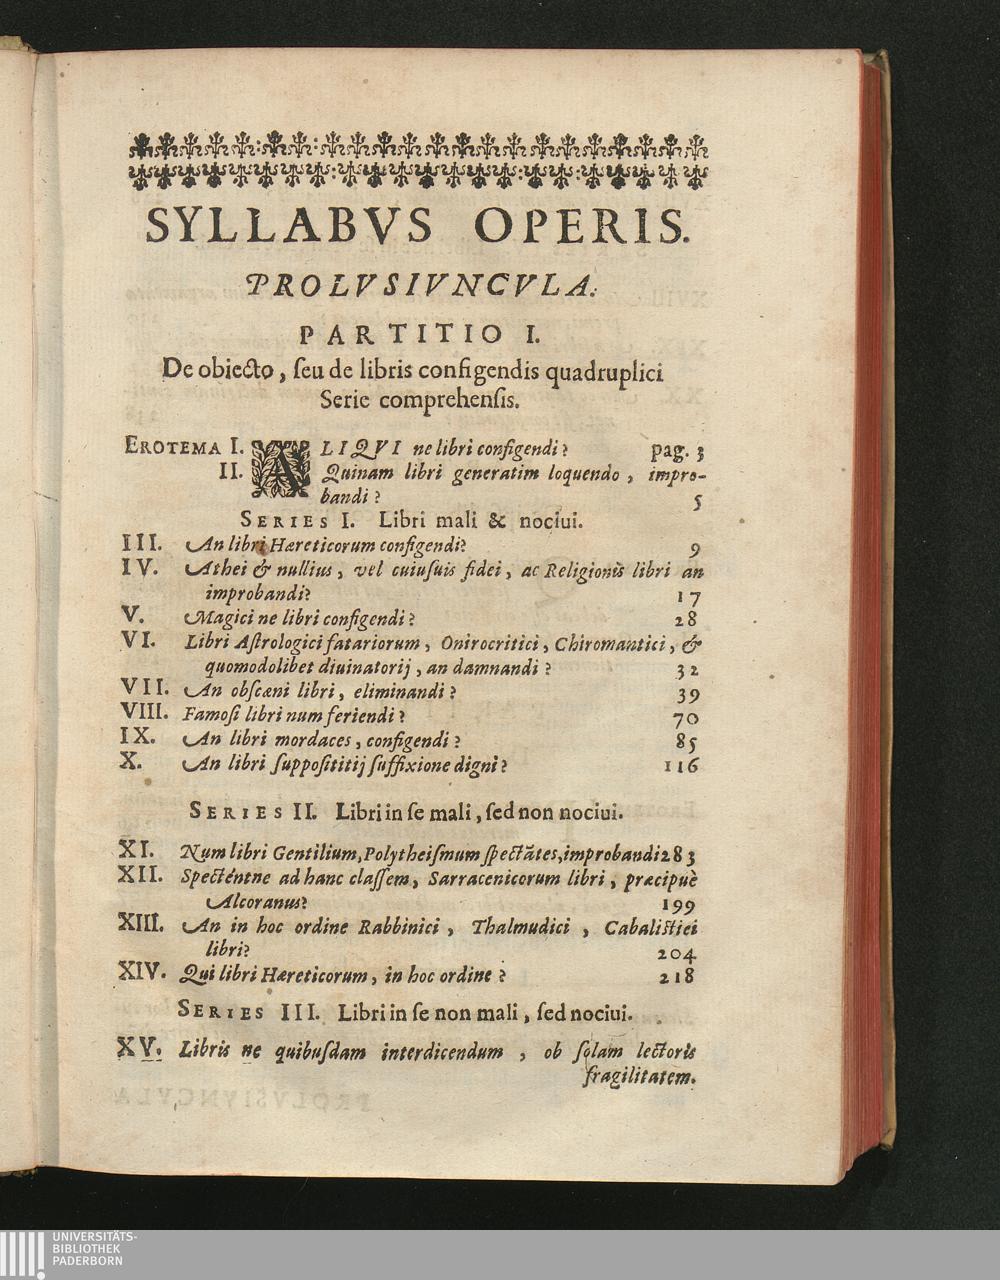 SYLLABVS OPERIS.
PROLVSIVNCVLA.
PARTITIO I.
De obiecto, ſeu de libris configendis quadruplici
Serie comprehenſis.
EROTEMA I. ALIQVI ne libri configendi? pag. 3
II. Quinam libri generatim loquendo, impro-
bandi? 5
SERIES I. Libri mali & nociui.
III. An libri Hæreticorum configendi? 9
IV. Athei & nullius, vel cuiuſuis fidei, ac Religionis libri an
improbandi? 17
V. Magici ne libri configendi? 28
VI. Libri Aſtrologici fatariorum, Onirocritici, Chiromantici, &
quomodolibet diuinatorij, an damnandi? 32
VII. An obſcæni libri, eliminandi? 39
VIII. Famoſi libri num feriendi? 70
IX. An libri mordaces, configendi? 85
X. An libri ſuppoſititij ſuffixione digni? 116
SERIES II. Libri in ſe mali, ſed non nociui.
XI. Num libri Gentilium, Polytheiſmum ſpectãtes, improbandi 283
XII. Specténtne ad hanc claſſem, Sarracenicorum libri, præcipuè
Alcoranus? 199
XIII. An in hoc ordine Rabbinici, Thalmudici, Cabaliſtici
libri? 204
XIV. Qui libri Hæreticorum, in hoc ordine? 218
SERIES III. Libri in ſe non mali, ſed nociui.
XV. Libris ne quibuſdam interdicendum, ob ſolam lectoris
fragilitatem.
UNIVERSITÄTS-
BIBLIOTHEK
PADERBORN